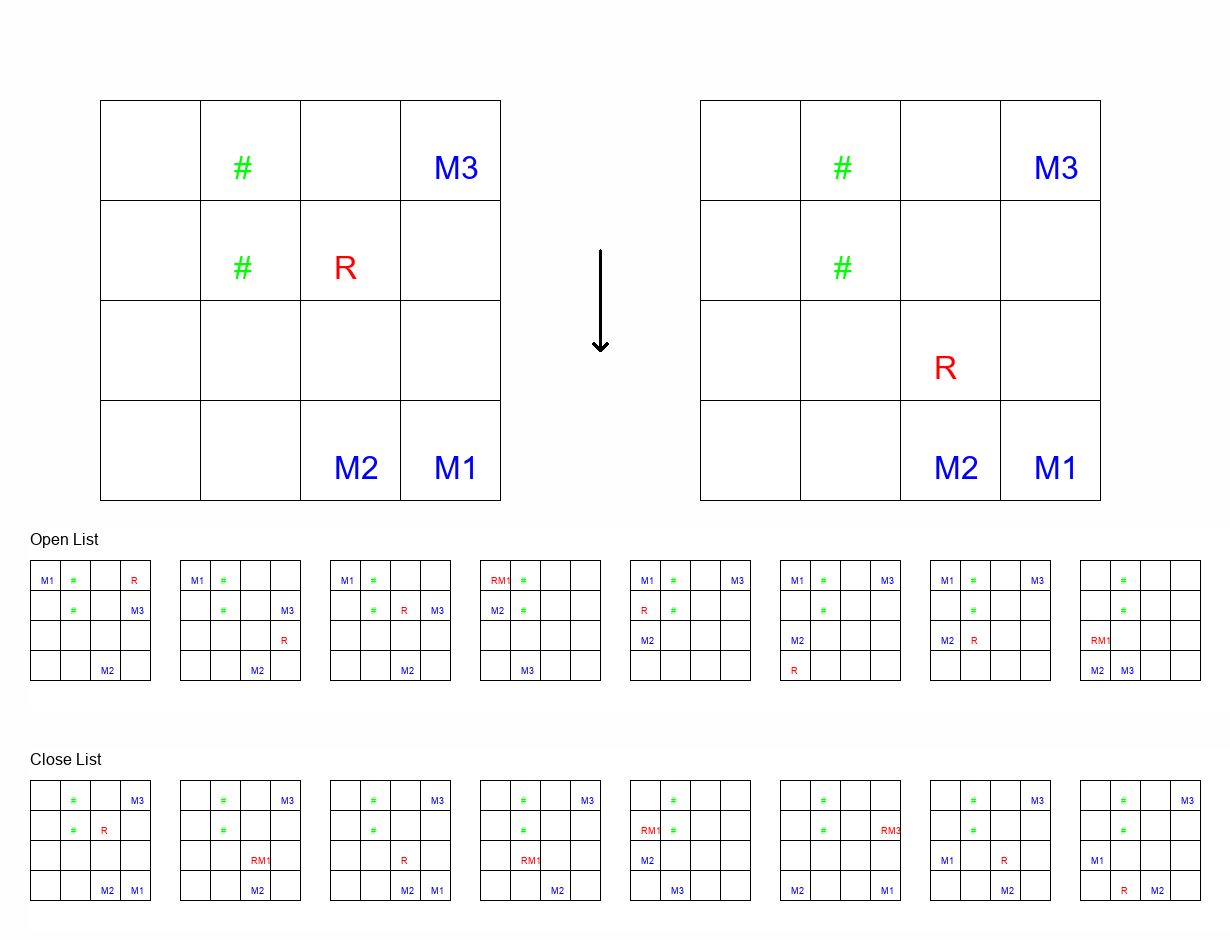 # M3 # M3
# R #
R
M2 M1 M2 M1
Open List
M1 # R M1 # M1 # RM1 # M1 # M3 M1 # M3 M1 # M3 #
# M3 # M3 # R M3 M2 # R # # # #
R M2 M2 M2 R RM1
M2 M2 M2 M3 R M2 M3
Close List
# M3 # M3 # M3 # M3 # # # M3 # M3
# R # # # RM1 # # RM3 # #
RM1 R RM1 M2 M1 R M1
M2 M1 M2 M2 M1 M2 M3 M2 M1 M2 R M2